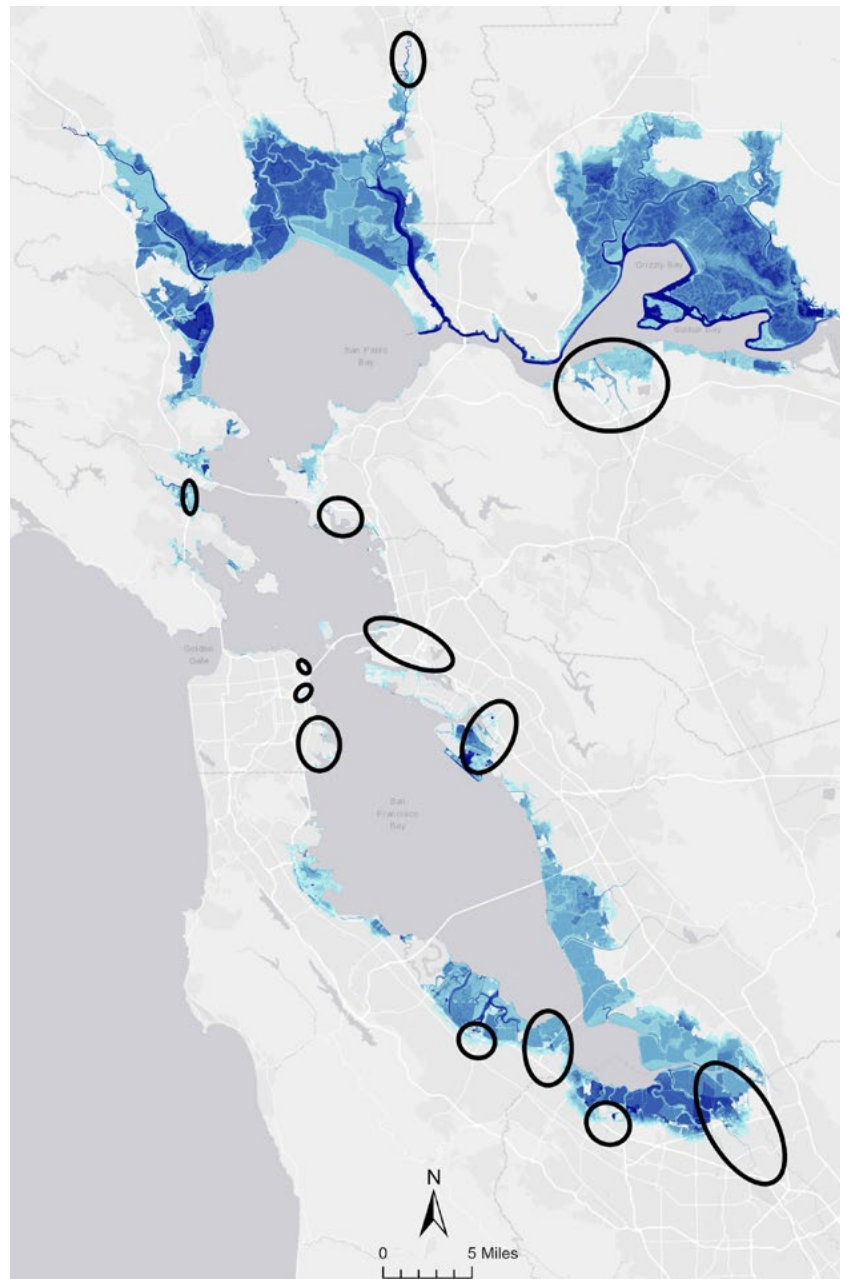 Grizzly Bay
Suisun Bay
San Pablo
Bay
Golden
Gate
San
Francisco
Bay
N
0 5 Miles